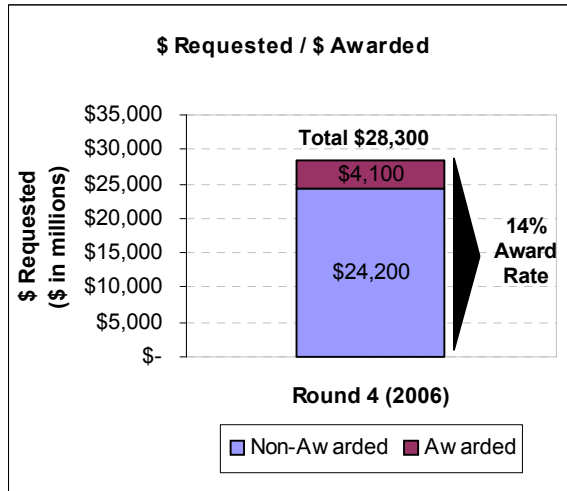 $ Requested / $ Awarded
$ Requested
($ in millions)
$35,000
$30,000
$25,000
$20,000
$15,000
$10,000
$5,000
$-
Total $28,300
$4,100
$24,200
14%
Award
Rate
Round 4 (2006)
Non-Awarded
Awarded